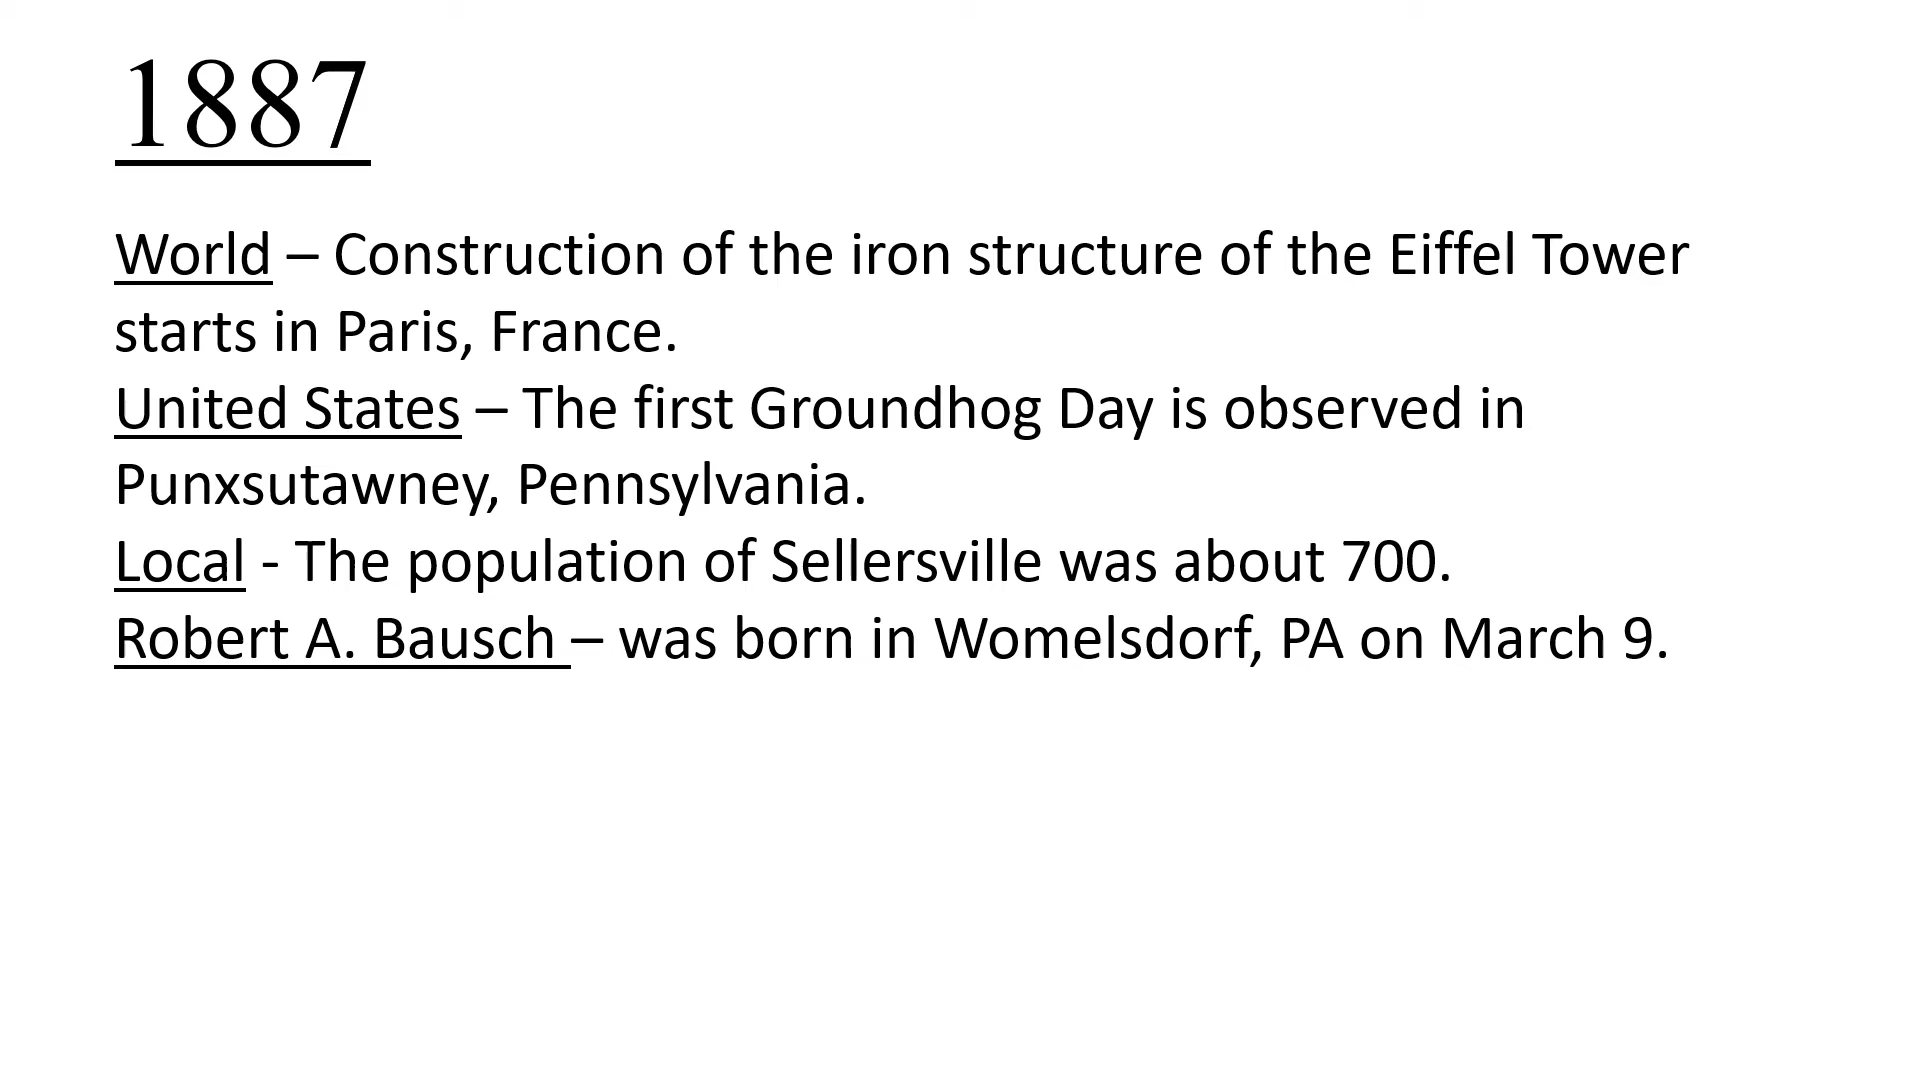 1887
World – Construction of the iron structure of the Eiffel Tower
starts in Paris, France.
United States – The first Groundhog Day is observed in
Punxsutawney, Pennsylvania.
Local - The population of Sellersville was about 700.
Robert A. Bausch – was born in Womelsdorf, PA on March 9.